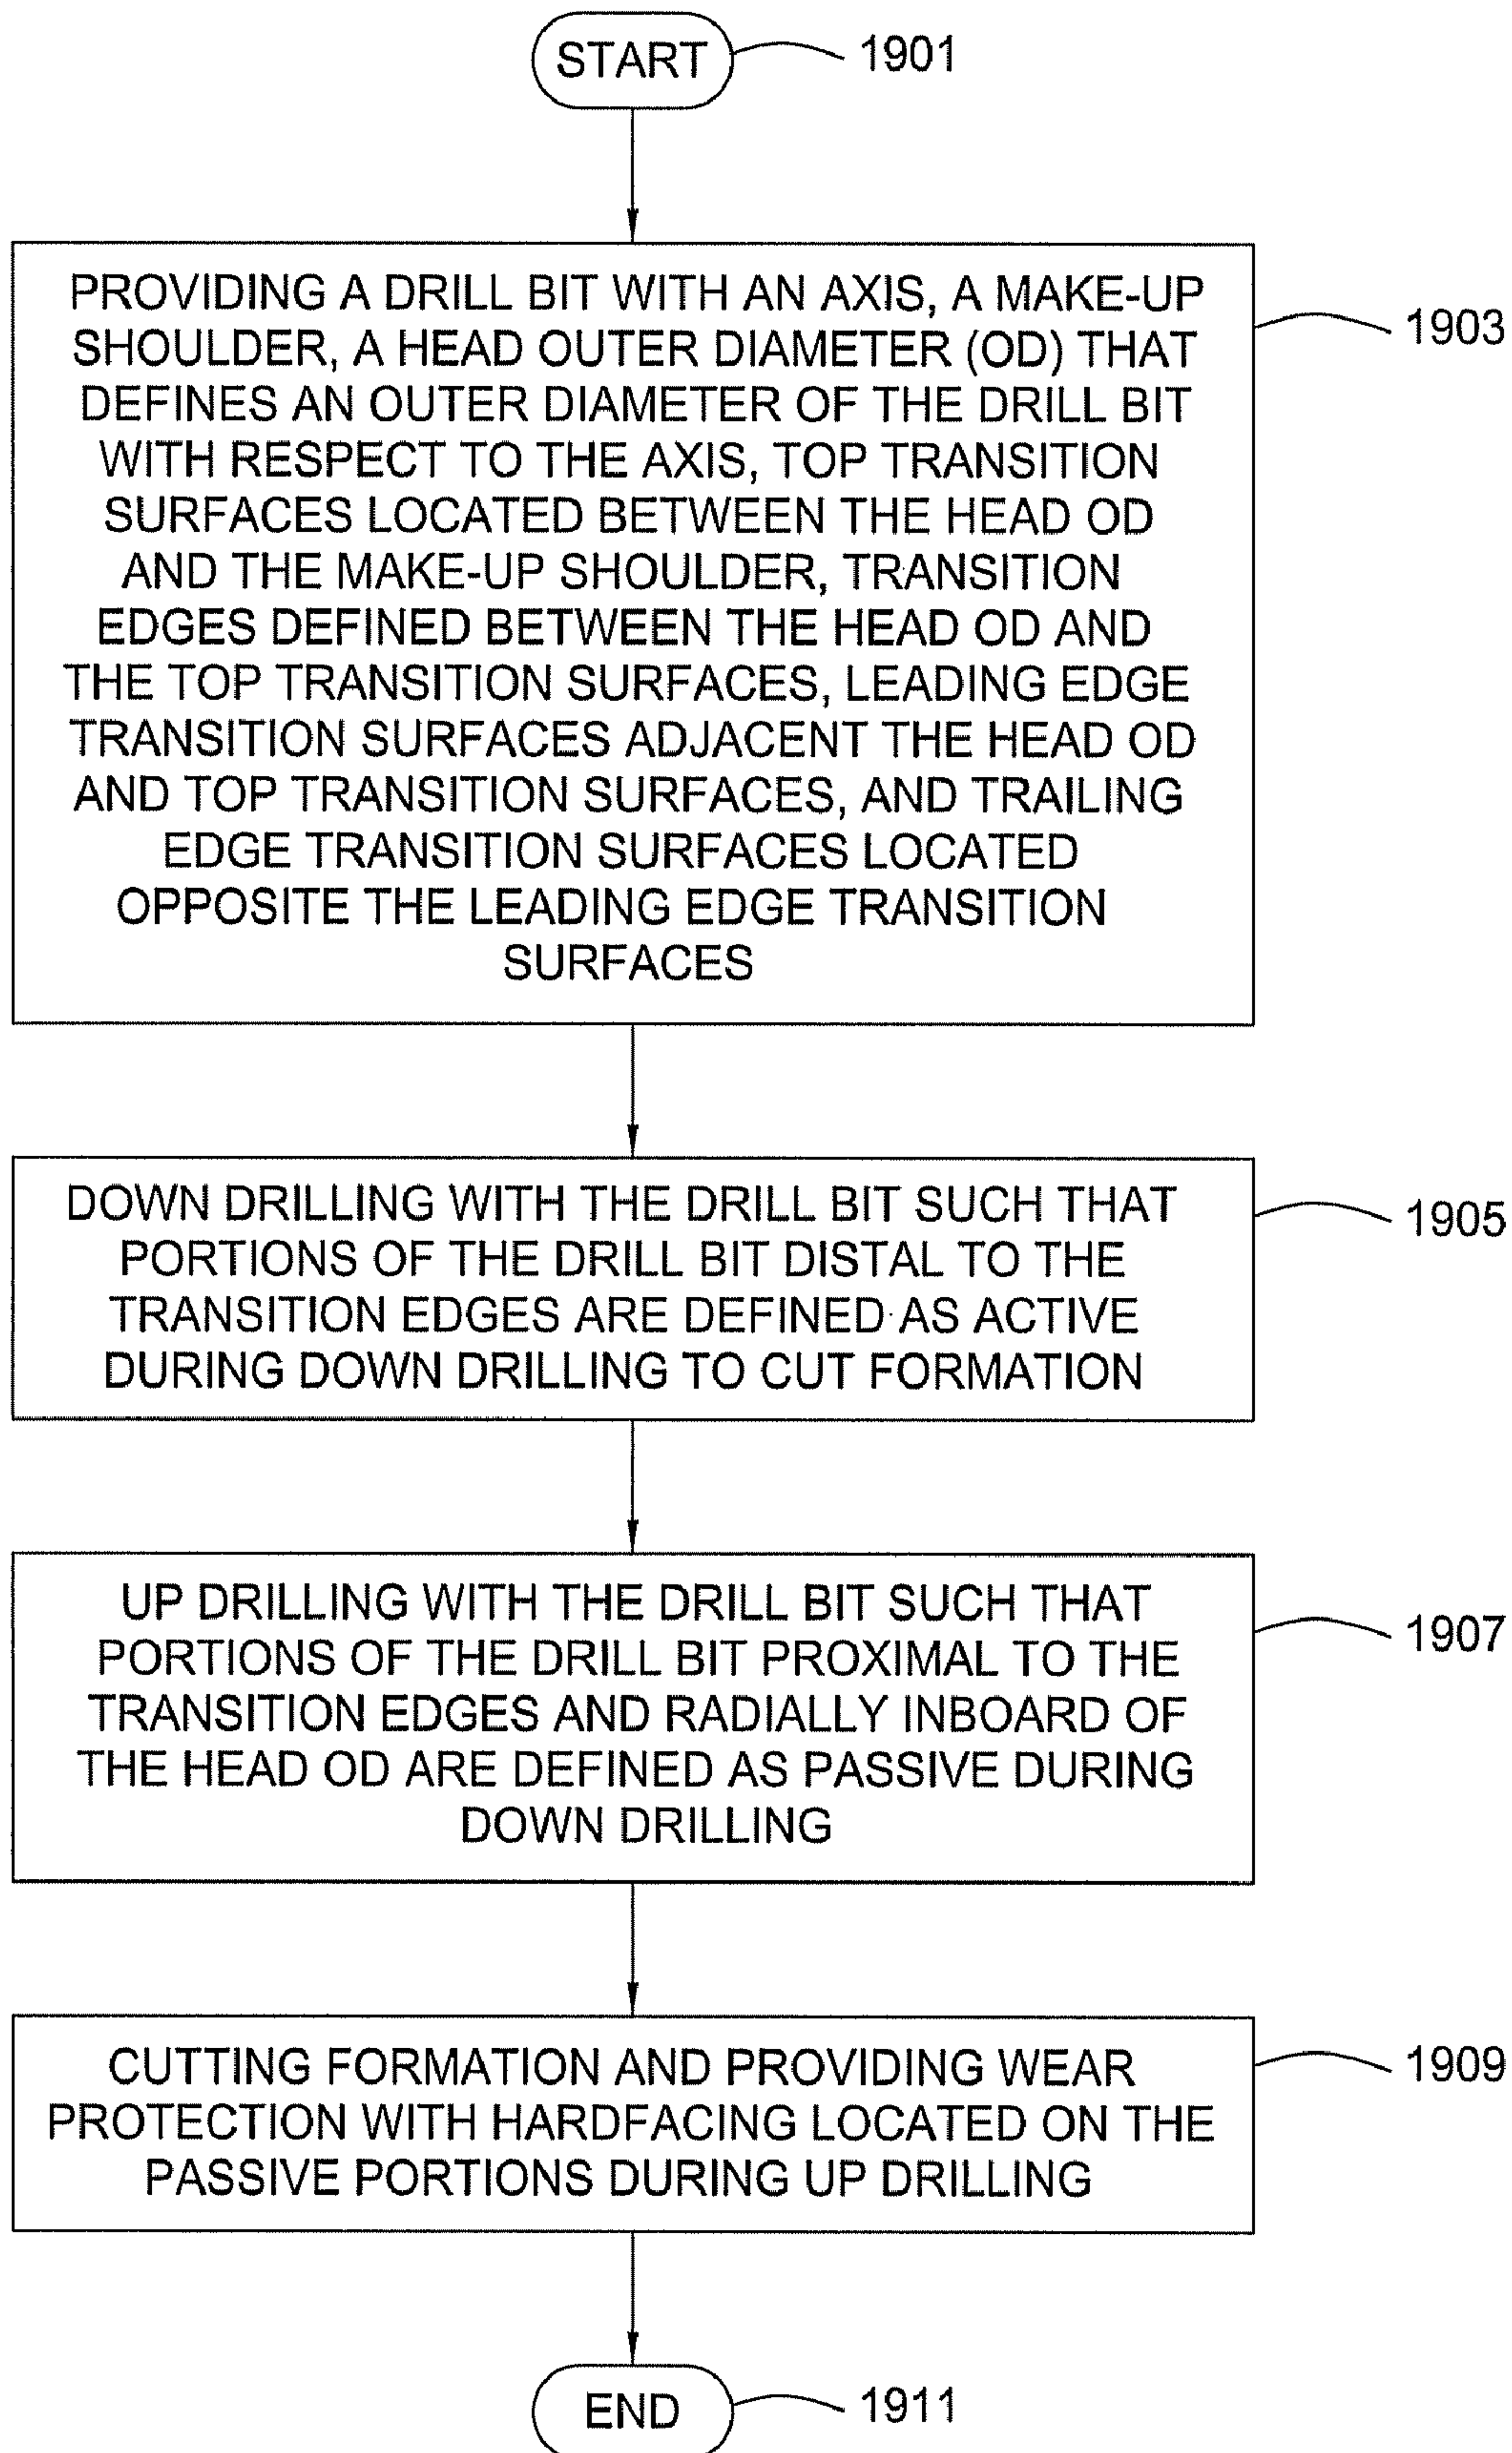 START
1901
PROVIDING A DRILL BIT WITH AN AXIS, A MAKE-UP
SHOULDER, A HEAD OUTER DIAMETER (OD) THAT
DEFINES AN OUTER DIAMETER OF THE DRILL BIT
WITH RESPECT TO THE AXIS, TOP TRANSITION
SURFACES LOCATED BETWEEN THE HEAD OD
AND THE MAKE-UP SHOULDER, TRANSITION
EDGES DEFINED BETWEEN THE HEAD OD AND
THE TOP TRANSITION SURFACES, LEADING EDGE
TRANSITION SURFACES ADJACENT THE HEAD OD
AND TOP TRANSITION SURFACES, AND TRAILING
EDGE TRANSITION SURFACES LOCATED
OPPOSITE THE LEADING EDGE TRANSITION
SURFACES
1903
DOWN DRILLING WITH THE DRILL BIT SUCH THAT
PORTIONS OF THE DRILL BIT DISTAL TO THE
TRANSITION EDGES ARE DEFINED AS ACTIVE
DURING DOWN DRILLING TO CUT FORMATION
1905
UP DRILLING WITH THE DRILL BIT SUCH THAT
PORTIONS OF THE DRILL BIT PROXIMAL TO THE
TRANSITION EDGES AND RADIALLY INBOARD OF
THE HEAD OD ARE DEFINED AS PASSIVE DURING
DOWN DRILLING
1907
CUTTING FORMATION AND PROVIDING WEAR
PROTECTION WITH HARDFACING LOCATED ON THE
PASSIVE PORTIONS DURING UP DRILLING
1909
END
1911